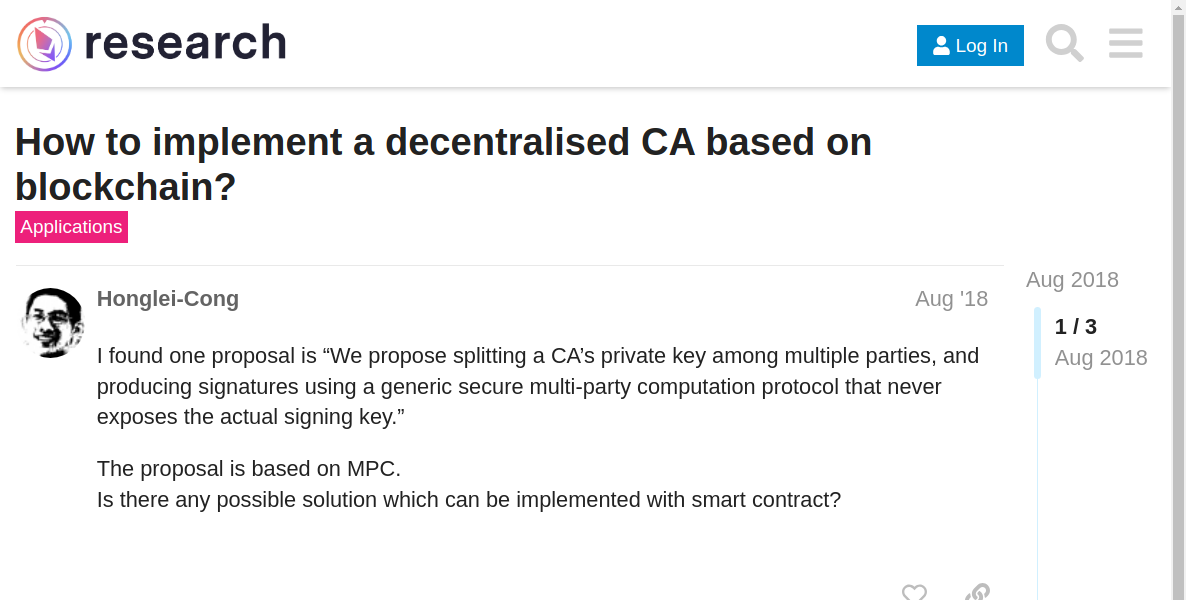 research
Log In
How to implement a decentralised CA based on
blockchain?
Applications
Aug 2018
Honglei-Cong
Aug '18
1 / 3
Aug 2018
I found one proposal is “We propose splitting a CA’s private key among multiple parties, and
producing signatures using a generic secure multi-party computation protocol that never
exposes the actual signing key.”
The proposal is based on MPC.
Is there any possible solution which can be implemented with smart contract?